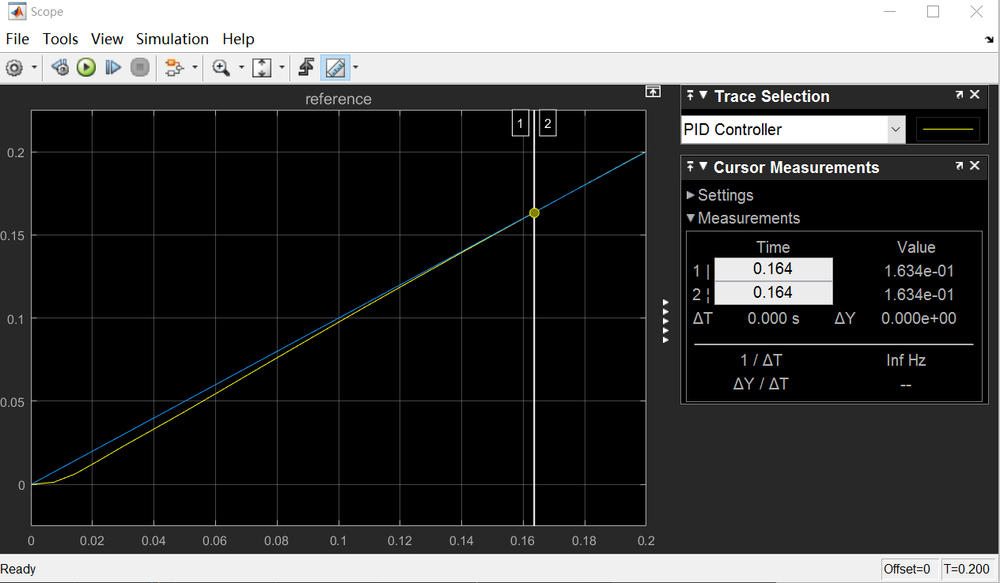 Scope
File Tools View Simulation Help
reference
1 2
0.2
0.15
0.1
0.05
0
0 0.02 0.04 0.06 0.08 0.1 0.12 0.14 0.16 0.18 0.2
Trace Selection
PID Controller
Cursor Measurements
Settings
Measurements
Time Value
1 | 0.164 1.634e-01
2 ¦ 0.164 1.634e-01
ΔT 0.000 s ΔY 0.000e+00
1 / ΔT Inf Hz
ΔY / ΔT --
Ready Offset=0 T=0.200